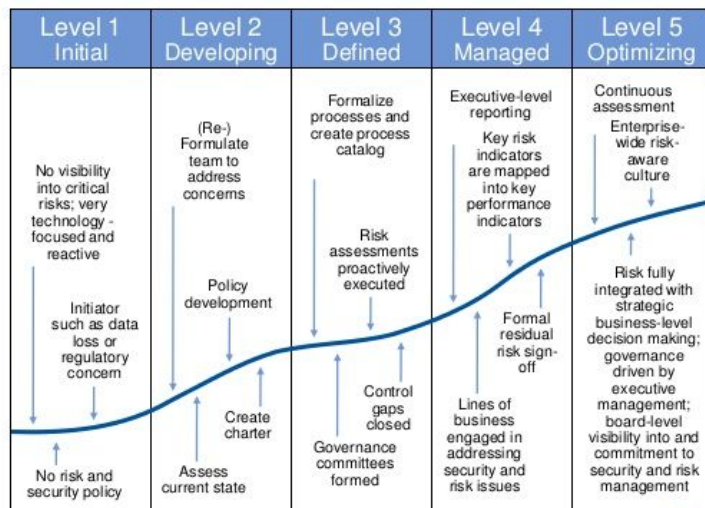 Level 1
Initial
Level 2
Developing
Level 3
Defined
Level 4
Managed
Level 5
Optimizing
No visibility
into critical
risks; very
technology -
focused and
reactive
Initiator
such as data
loss or
regulatory
concern
No risk and
security policy
(Re-)
Formulate
team to
address
concerns
Policy
development
Create
charter
Assess
current state
Formalize
processes and
create process
catalog
Risk
assessments
proactively
executed
Control
gaps
closed
Governance
committees
formed
Executive-level
reporting
Key risk
indicators
are mapped
into key
performance
indicators
Formal
residual
risk sign-
off
Lines of
business
engaged in
addressing
security and
risk issues
Continuous
assessment
Enterprise-
wide risk-
aware
culture
Risk fully
integrated with
strategic
business-level
decision making;
governance
driven by
executive
management;
board-level
visibility into and
commitment to
security and risk
management